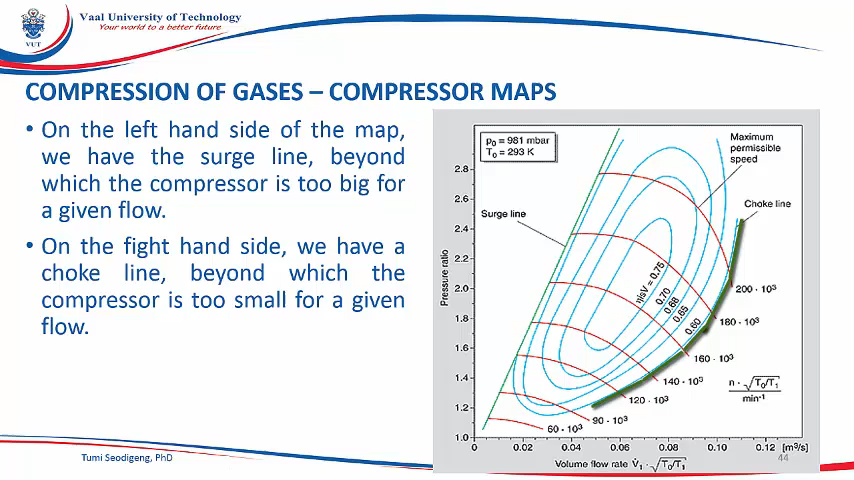 Vaal University of Technology
Your world to a better future
VUT
COMPRESSION OF GASES – COMPRESSOR MAPS
• On the left hand side of the map,
we have the surge line, beyond
which the compressor is too big for
a given flow.
• On the fight hand side, we have a
choke line, beyond which the
compressor is too small for a given
flow.
p₀ = 981 mbar
T₀ = 293 K
Maximum
permissible
speed
Choke line
Surge line
Pressure ratio
2.8
2.6
2.4
2.2
2.0
1.8
1.6
1.4
1.2
1.0
ηisV = 0.75
0.70
0.68
0.65
0.60
200 · 10³
180 · 10³
160 · 10³
140 · 10³
120 · 10³
90 · 10³
60 · 10³
n · √T₀/T₁
min⁻¹
0 0.02 0.04 0.06 0.08 0.10 0.12 [m³/s]
Volume flow rate V̇₁ · √T₀/T₁
44
Tumi Seodigeng, PhD